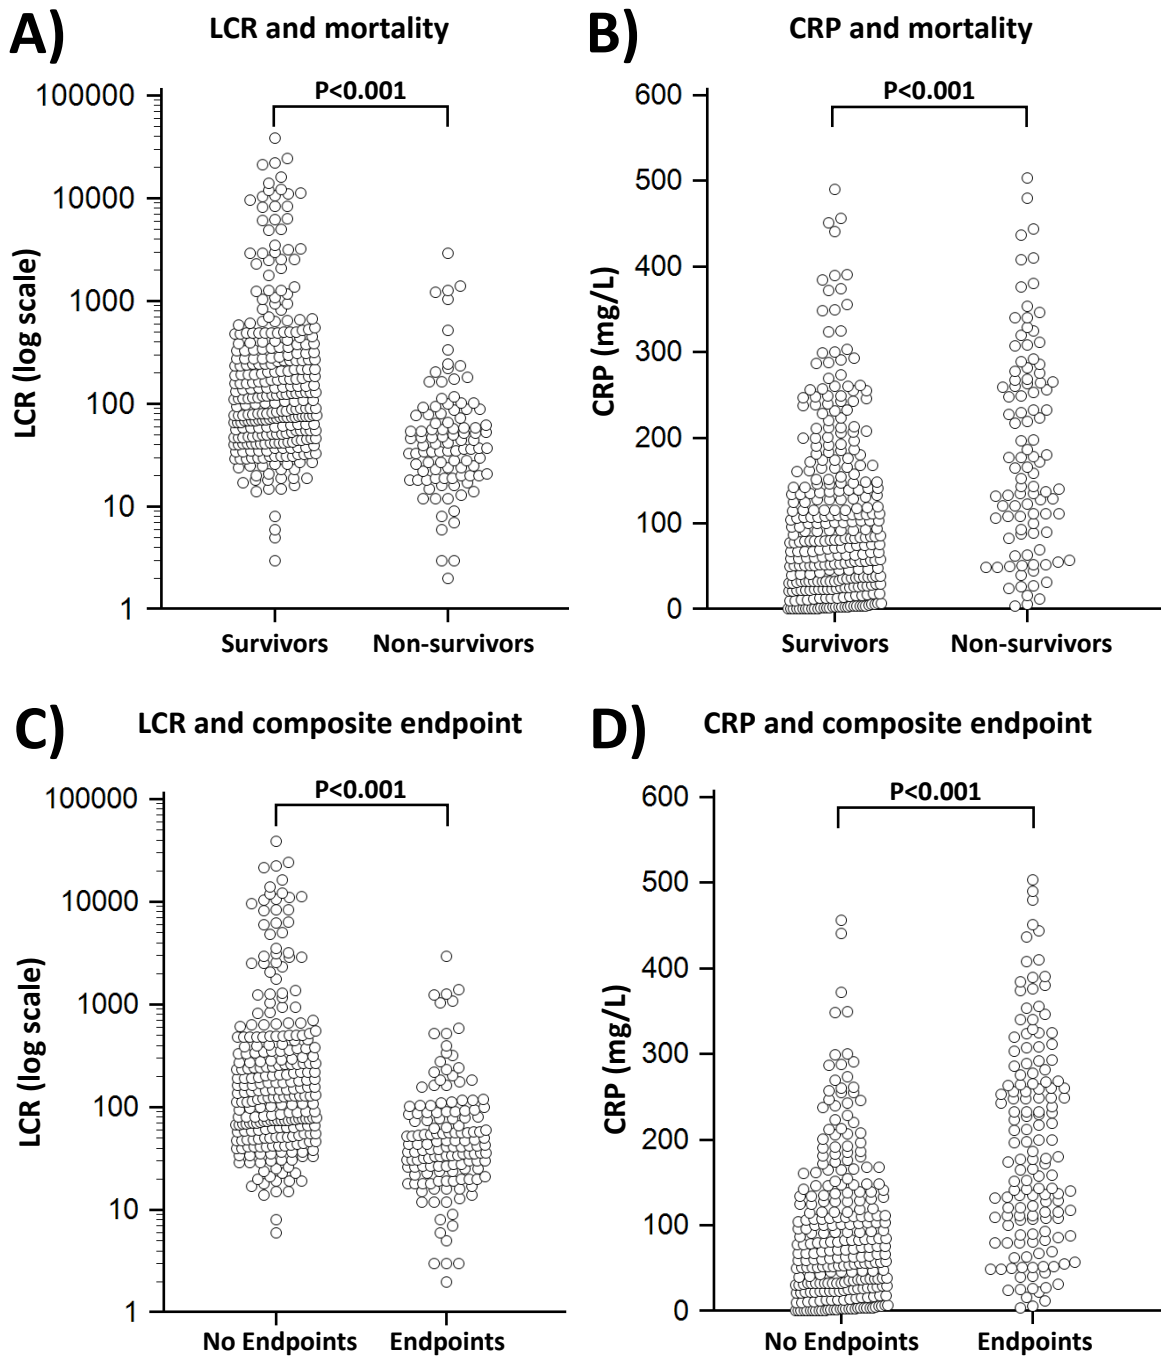 A) LCR and mortality
P<0.001
100000
10000
1000
100
10
1
LCR (log scale)
Survivors Non-survivors
B) CRP and mortality
P<0.001
600
500
400
300
200
100
0
CRP (mg/L)
Survivors Non-survivors
C) LCR and composite endpoint
P<0.001
100000
10000
1000
100
10
1
LCR (log scale)
No Endpoints Endpoints
D) CRP and composite endpoint
P<0.001
600
500
400
300
200
100
0
CRP (mg/L)
No Endpoints Endpoints